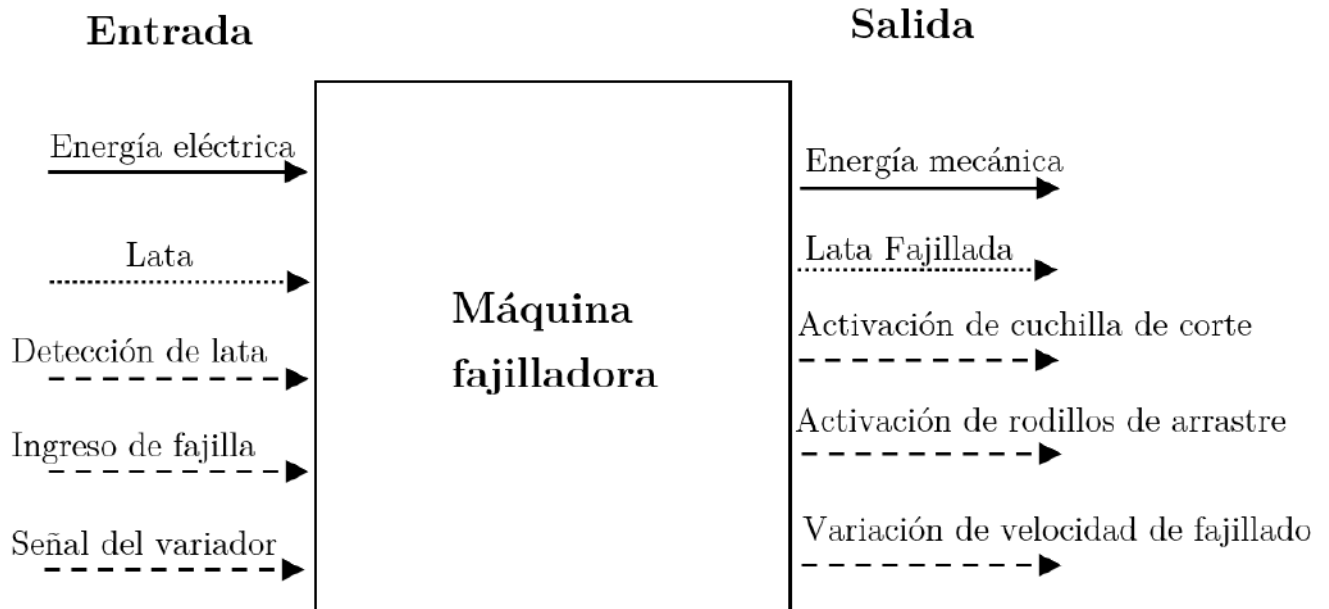 Entrada
Salida
Energía eléctrica
Lata
Detección de lata
Ingreso de fajilla
Señal del variador
Máquina
fajilladora
Energía mecánica
Lata Fajillada
Activación de cuchilla de corte
Activación de rodillos de arrastre
Variación de velocidad de fajillado